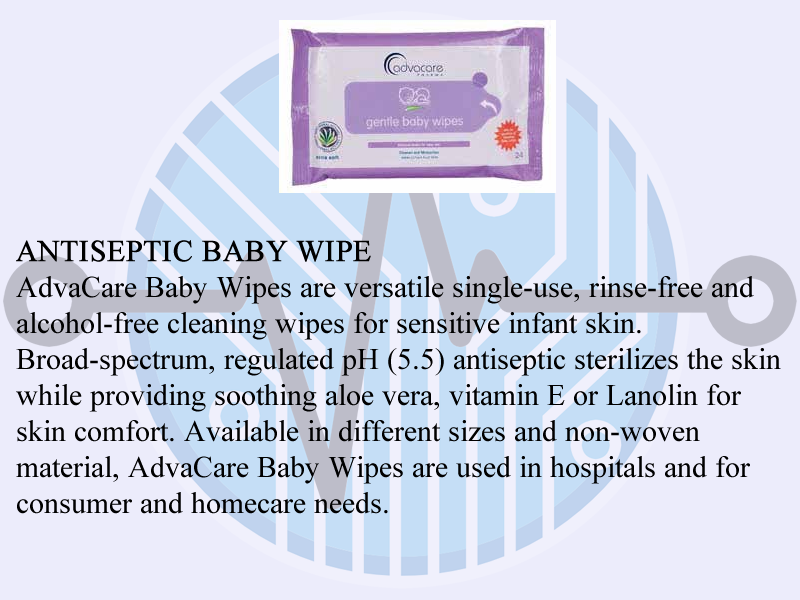 advacare
PHARMA
gentle baby wipes
24
ANTISEPTIC BABY WIPE
AdvaCare Baby Wipes are versatile single-use, rinse-free and
alcohol-free cleaning wipes for sensitive infant skin.
Broad-spectrum, regulated pH (5.5) antiseptic sterilizes the skin
while providing soothing aloe vera, vitamin E or Lanolin for
skin comfort. Available in different sizes and non-woven
material, AdvaCare Baby Wipes are used in hospitals and for
consumer and homecare needs.